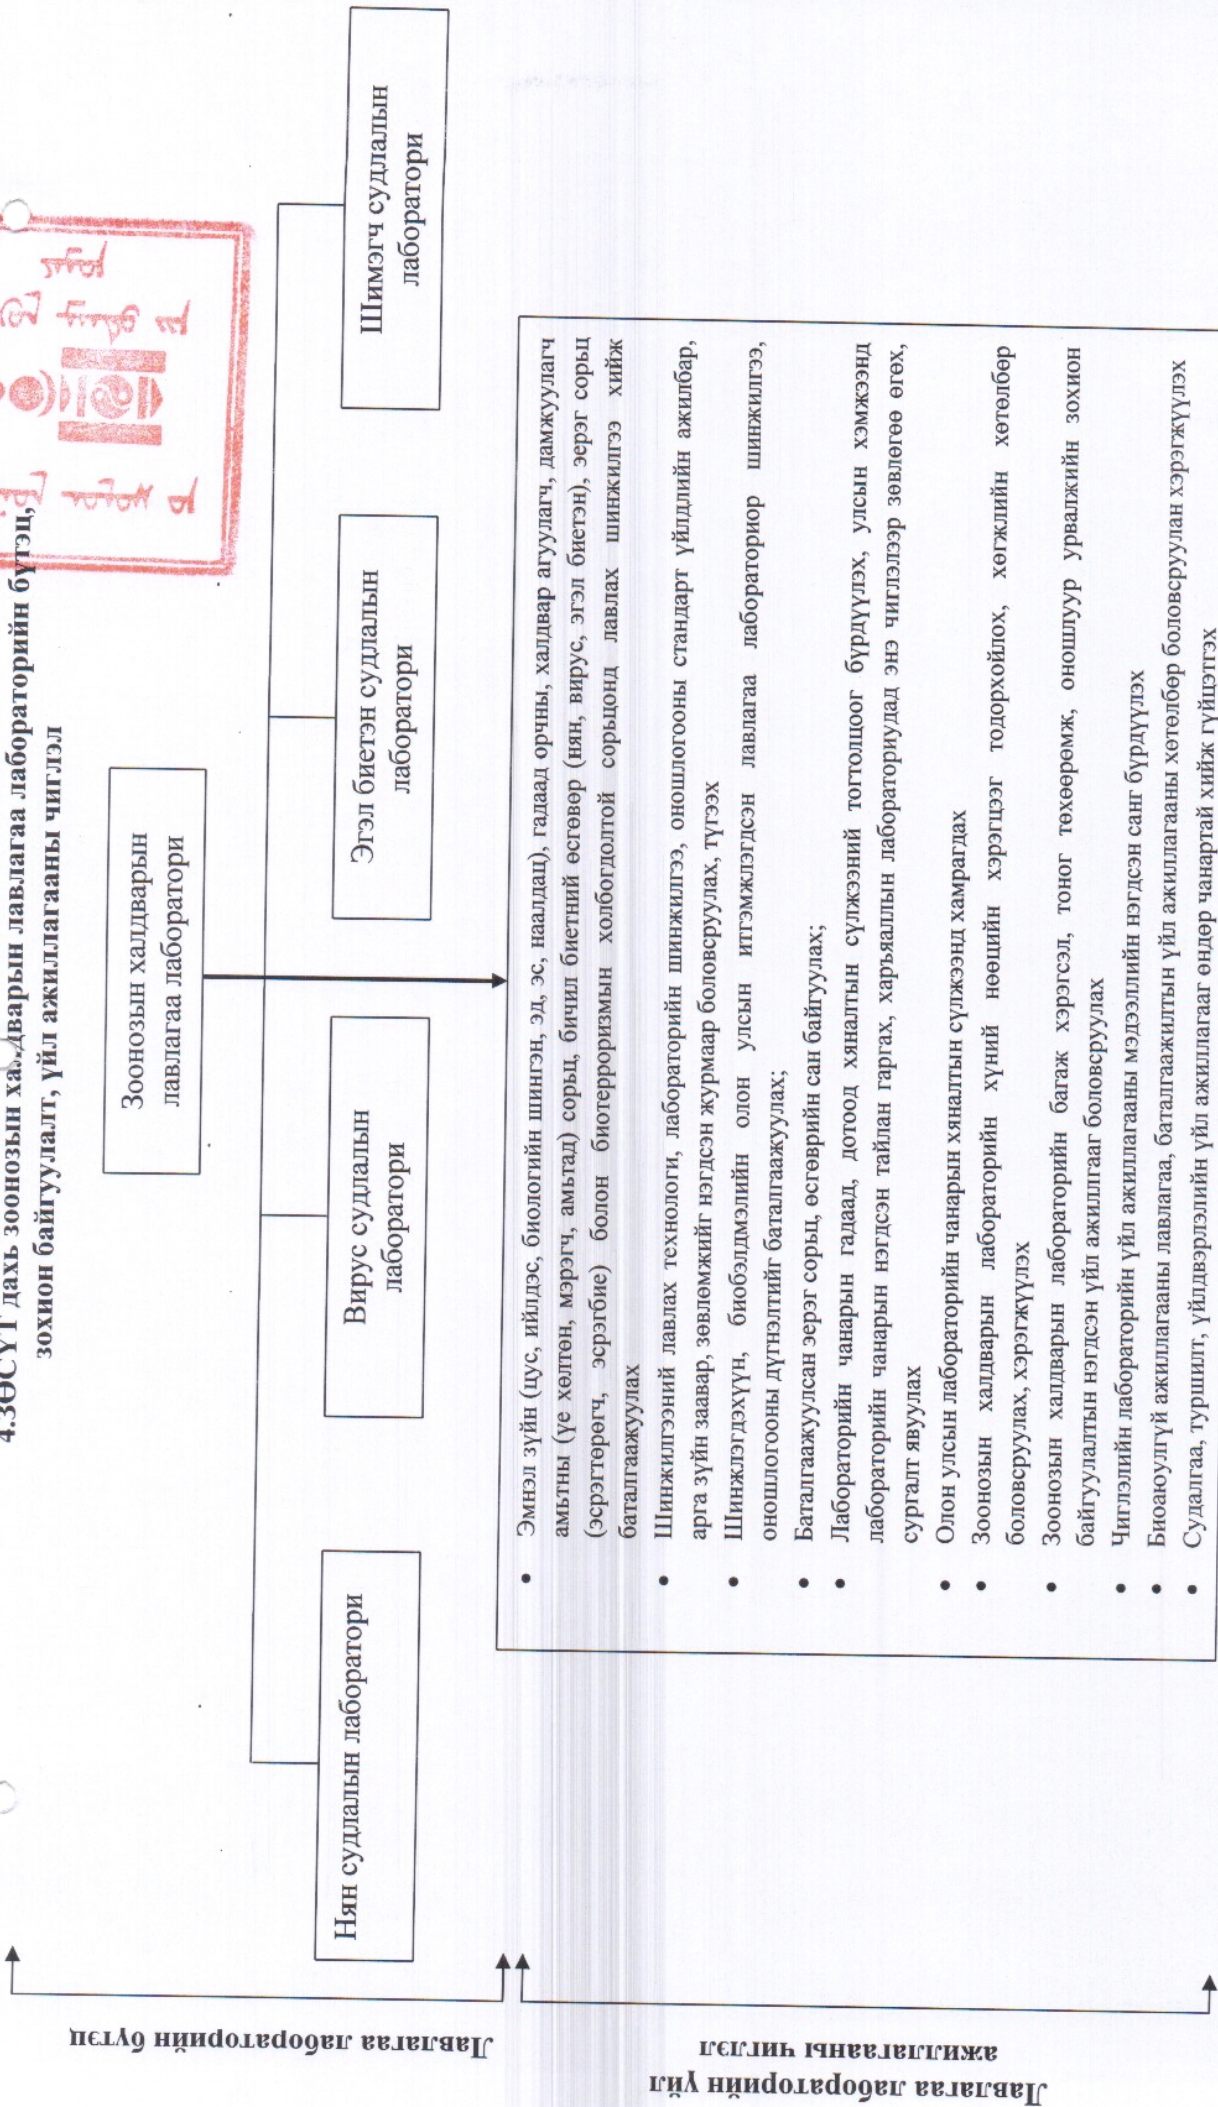 4.ЗӨСҮТ дахь зоонозын халдварын лавлагаа лабораторийн бүтэц,
зохион байгуулалт, үйл ажиллагааны чиглэл
Зоонозын халдварын
лавлагаа лаборатори
Нян судлалын лаборатори
Вирус судлалын
лаборатори
Эгэл биетэн судлалын
лаборатори
Шимэгч судлалын
лаборатори
Лавлагаа лабораторийн бүтэц
Лавлагаа лабораторийн үйл
ажиллагааны чиглэл
• Эмнэл зүйн (цус, ийлдэс, биологийн шингэн, эд, эс, наалдац), гадаад орчны, халдвар агуулагч, дамжуулагч
амьтны (үе хөлтөн, мэрэгч, амьтад) сорьц, бичил биетний өсгөвөр (нян, вирус, эгэл биетэн), эерэг сорьц
(эсрэгтөрөгч, эсрэгбие) болон биотерроризмын холбогдолтой сорьцонд лавлах шинжилгээ хийж
баталгаажуулах
• Шинжилгээний лавлах технологи, лабораторийн шинжилгээ, оношлогооны стандарт үйлдлийн ажилбар,
арга зүйн заавар, зөвлөмжийг нэгдсэн журмаар боловсруулах, түгээх
• Шинжлэгдэхүүн, биобэлдмэлийн олон улсын итгэмжлэгдсэн лавлагаа лабораториор шинжилгээ,
оношлогооны дүгнэлтийг баталгаажуулах;
• Баталгаажуулсан эерэг сорьц, өсгөврийн сан байгуулах;
• Лабораторийн чанарын гадаад, дотоод хяналтын сүлжээний тогтолцоог бүрдүүлэх, улсын хэмжээнд
лабораторийн чанарын нэгдсэн тайлан гаргах, харъяаллын лабораториудад энэ чиглэлээр зөвлөгөө өгөх,
сургалт явуулах
• Олон улсын лабораторийн чанарын хяналтын сүлжээнд хамрагдах
• Зоонозын халдварын лабораторийн хүний нөөцийн хэрэгцээг тодорхойлох, хөгжлийн хөтөлбөр
боловсруулах, хэрэгжүүлэх
• Зоонозын халдварын лабораторийн багаж хэрэгсэл, тоног төхөөрөмж, оношлуур урвалжийн зохион
байгуулалтын нэгдсэн үйл ажиллгааг боловсруулах
• Чиглэлийн лабораторийн үйл ажиллагааны мэдээллийн нэгдсэн санг бүрдүүлэх
• Биоаюулгүй ажиллагааны лавлагаа, баталгаажилтын үйл ажиллагааны хөтөлбөр боловсруулан хэрэгжүүлэх
• Судалгаа, туршилт, үйлдвэрлэлийн үйл ажиллагааг өндөр чанартай хийж гүйцэтгэх